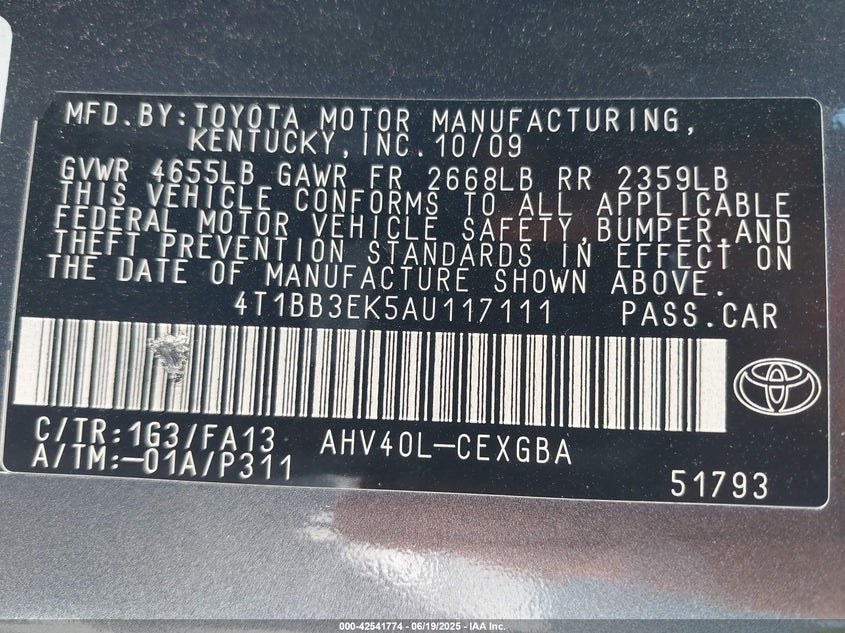 MFD.BY:TOYOTA MOTOR MANUFACTURING,
KENTUCKY,INC.10/09
GVWR 4655LB GAWR FR 2668LB RR 2359LB
THIS VEHICLE CONFORMS TO ALL APPLICABLE
FEDERAL MOTOR VEHICLE SAFETY,BUMPER,AND
THEFT PREVENTION STANDARDS IN EFFECT ON
THE DATE OF MANUFACTURE SHOWN ABOVE.
4T1BB3EK5AU117111 PASS.CAR
C/TR:1G3/FA13 AHV40L-CEXGBA
A/TM:-01A/P311
51793
000-42541774 - 06/19/2025 - IAA Inc.